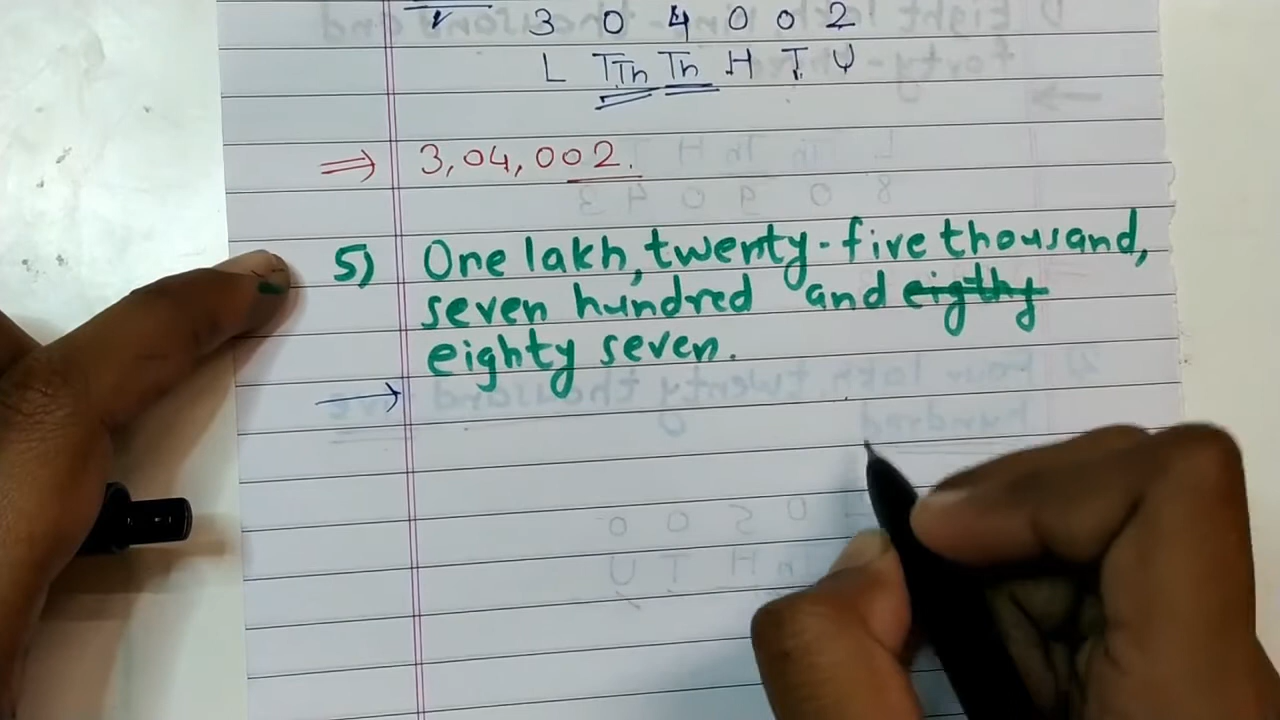 3 0 4 0 0 2
L TTh Th H T U
⇒ 3,04,002.
5) One lakh, twenty-five thousand,
seven hundred and eigthy
eighty seven.
→